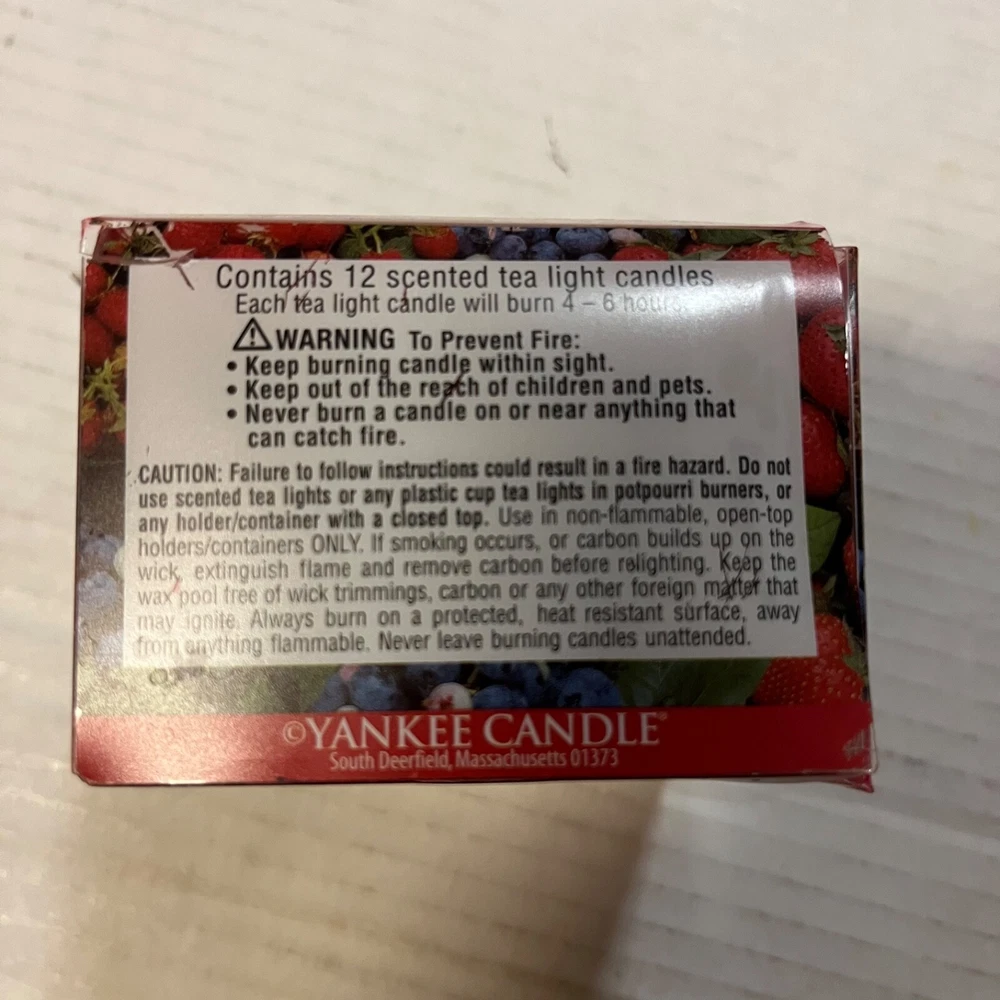 Contains 12 scented tea light candles
Each tea light candle will burn 4 – 6 hours.
⚠WARNING To Prevent Fire:
• Keep burning candle within sight.
• Keep out of the reach of children and pets.
• Never burn a candle on or near anything that
can catch fire.
CAUTION: Failure to follow instructions could result in a fire hazard. Do not
use scented tea lights or any plastic cup tea lights in potpourri burners, or
any holder/container with a closed top. Use in non-flammable, open-top
holders/containers ONLY. If smoking occurs, or carbon builds up on the
wick, extinguish flame and remove carbon before relighting. Keep the
wax pool free of wick trimmings, carbon or any other foreign matter that
may ignite. Always burn on a protected, heat resistant surface, away
from anything flammable. Never leave burning candles unattended.
©YANKEE CANDLE®
South Deerfield, Massachusetts 01373